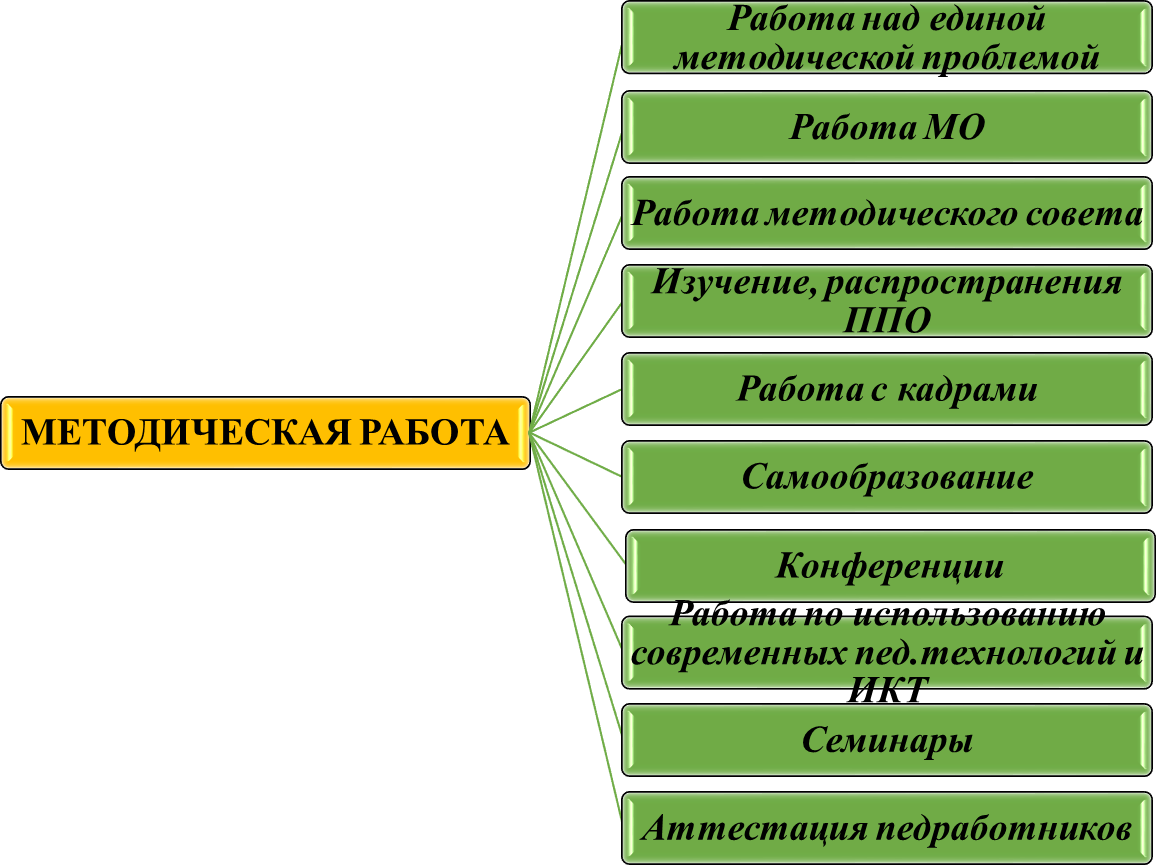 Работа над единой
методической проблемой
Работа МО
Работа методического совета
Изучение, распространения
ППО
Работа с кадрами
МЕТОДИЧЕСКАЯ РАБОТА
Самообразование
Конференции
Работа по использованию
современных пед.технологий и
ИКТ
Семинары
Аттестация педработников